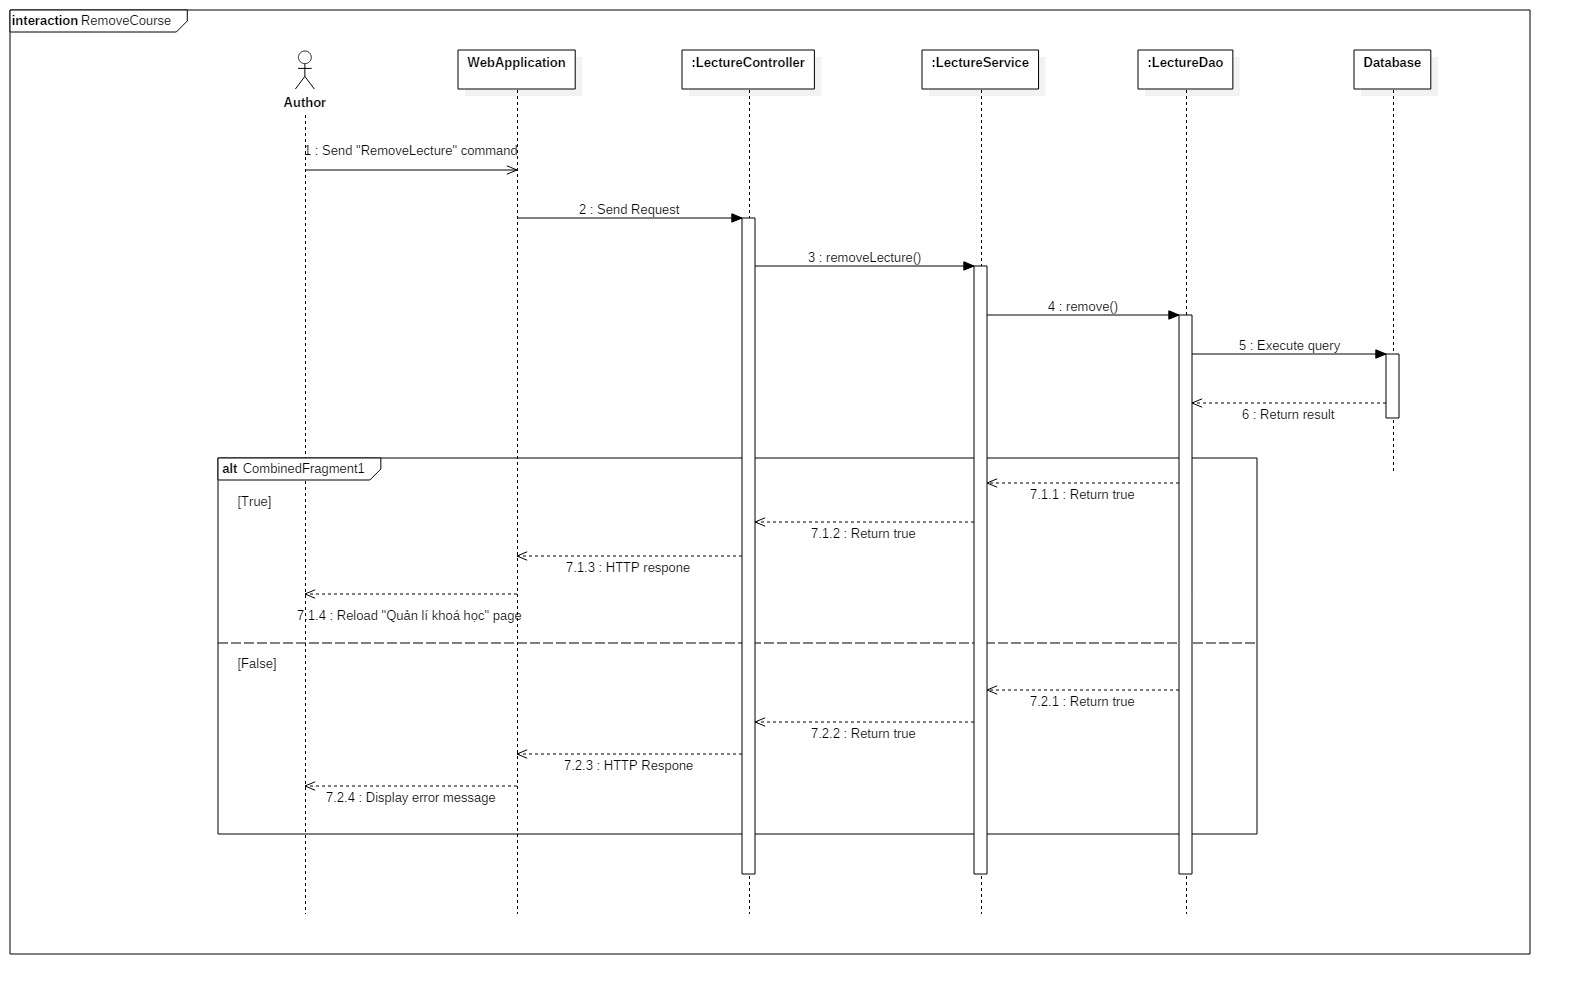 interaction RemoveCourse
Author
WebApplication
:LectureController
:LectureService
:LectureDao
Database
1 : Send "RemoveLecture" command
2 : Send Request
3 : removeLecture()
4 : remove()
5 : Execute query
6 : Return result
alt CombinedFragment1
[True]
7.1.1 : Return true
7.1.2 : Return true
7.1.3 : HTTP respone
7.1.4 : Reload "Quản lí khoá học" page
[False]
7.2.1 : Return true
7.2.2 : Return true
7.2.3 : HTTP Respone
7.2.4 : Display error message